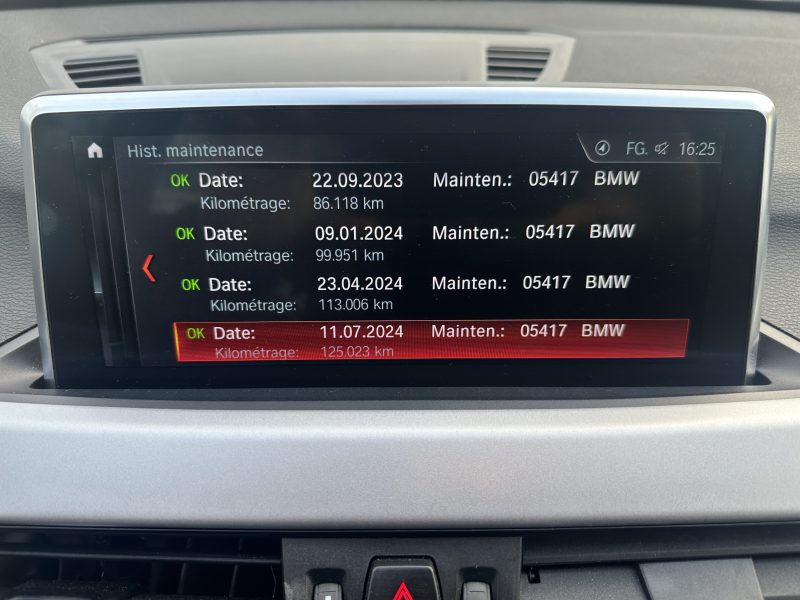 Hist. maintenance FG. 16:25
OK Date: 22.09.2023 Mainten.: 05417 BMW
Kilométrage: 86.118 km
OK Date: 09.01.2024 Mainten.: 05417 BMW
Kilométrage: 99.951 km
OK Date: 23.04.2024 Mainten.: 05417 BMW
Kilométrage: 113.006 km
OK Date: 11.07.2024 Mainten.: 05417 BMW
Kilométrage: 125.023 km